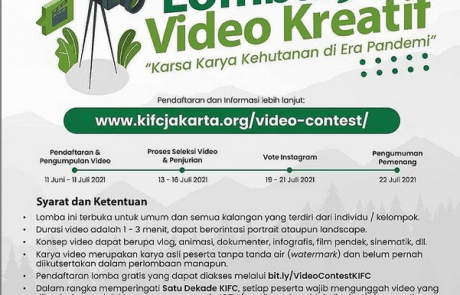 Lomba
Video Kreatif
"Karsa Karya Kehutanan di Era Pandemi"
Pendaftaran dan Informasi lebih lanjut:
www.kifcjakarta.org/video-contest/
Pendaftaran & Pengumpulan Video
11 Juni - 11 Juli 2021
Proses Seleksi Video & Penjurian
13 - 16 Juli 2021
Vote Instagram
19 - 21 Juli 2021
Pengumuman Pemenang
22 Juli 2021
Syarat dan Ketentuan
• Lomba ini terbuka untuk umum dan semua kalangan yang terdiri dari individu / kelompok.
• Durasi video adalah 1 - 3 menit, dapat berorientasi portrait ataupun landscape.
• Konsep video dapat berupa vlog, animasi, dokumenter, infografis, film pendek, sinematik, dll.
• Karya video merupakan karya asli peserta tanpa tanda air (watermark) dan belum pernah
diikutsertakan dalam perlombaan manapun.
• Pendaftaran lomba gratis yang dapat diakses melalui bit.ly/VideoContestKIFC
• Dalam rangka memperingati Satu Dekade KIFC, setiap peserta wajib mengunggah video yang